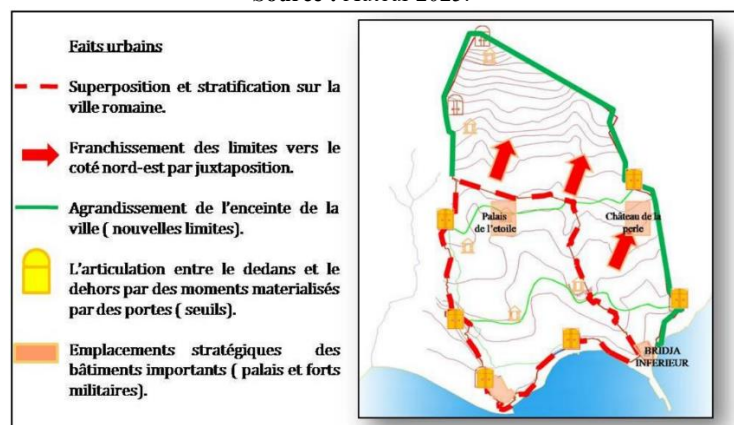 Faits urbains
Superposition et stratification sur la
ville romaine.
Franchissement des limites vers le
coté nord-est par juxtaposition.
Agrandissement de l'enceinte de la
ville ( nouvelles limites).
L'articulation entre le dedans et le
dehors par des moments materialisés
par des portes ( seuils).
Emplacements stratégiques des
bâtiments importants ( palais et forts
militaires).
Palais
de l'etoile
Château de la
perle
BRIDJA
INFERIEUR